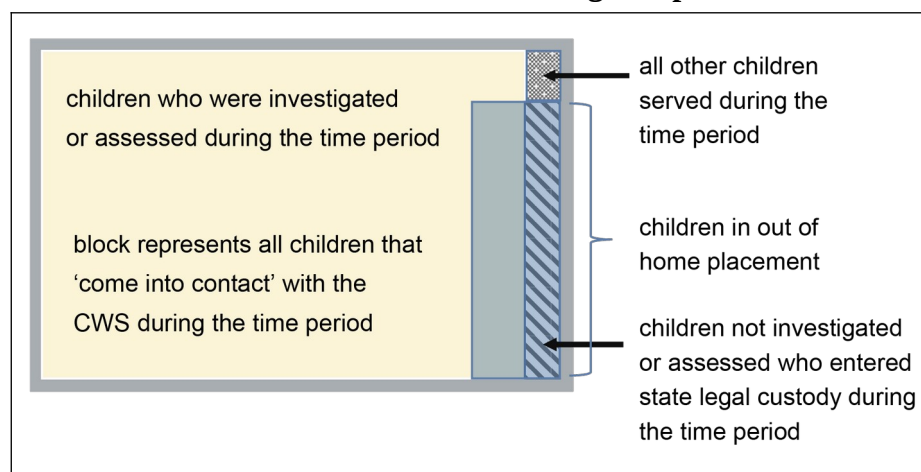 children who were investigated
or assessed during the time period
block represents all children that
‘come into contact’ with the
CWS during the time period
all other children
served during the
time period
children in out of
home placement
children not investigated
or assessed who entered
state legal custody during
the time period